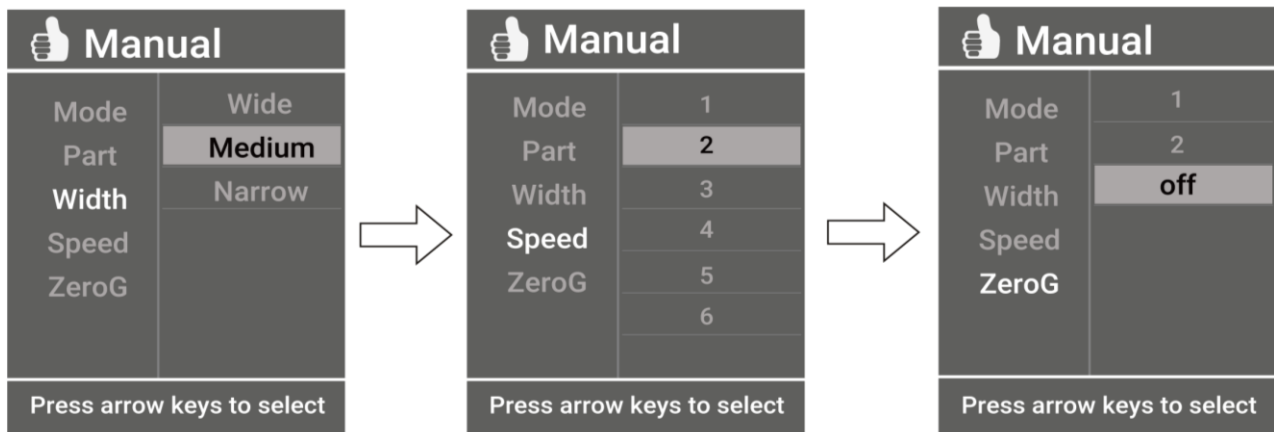 Manual
Mode
Part
Width
Speed
ZeroG
Wide
Medium
Narrow
Press arrow keys to select
Manual
Mode
Part
Width
Speed
ZeroG
1
2
3
4
5
6
Press arrow keys to select
Manual
Mode
Part
Width
Speed
ZeroG
1
2
off
Press arrow keys to select